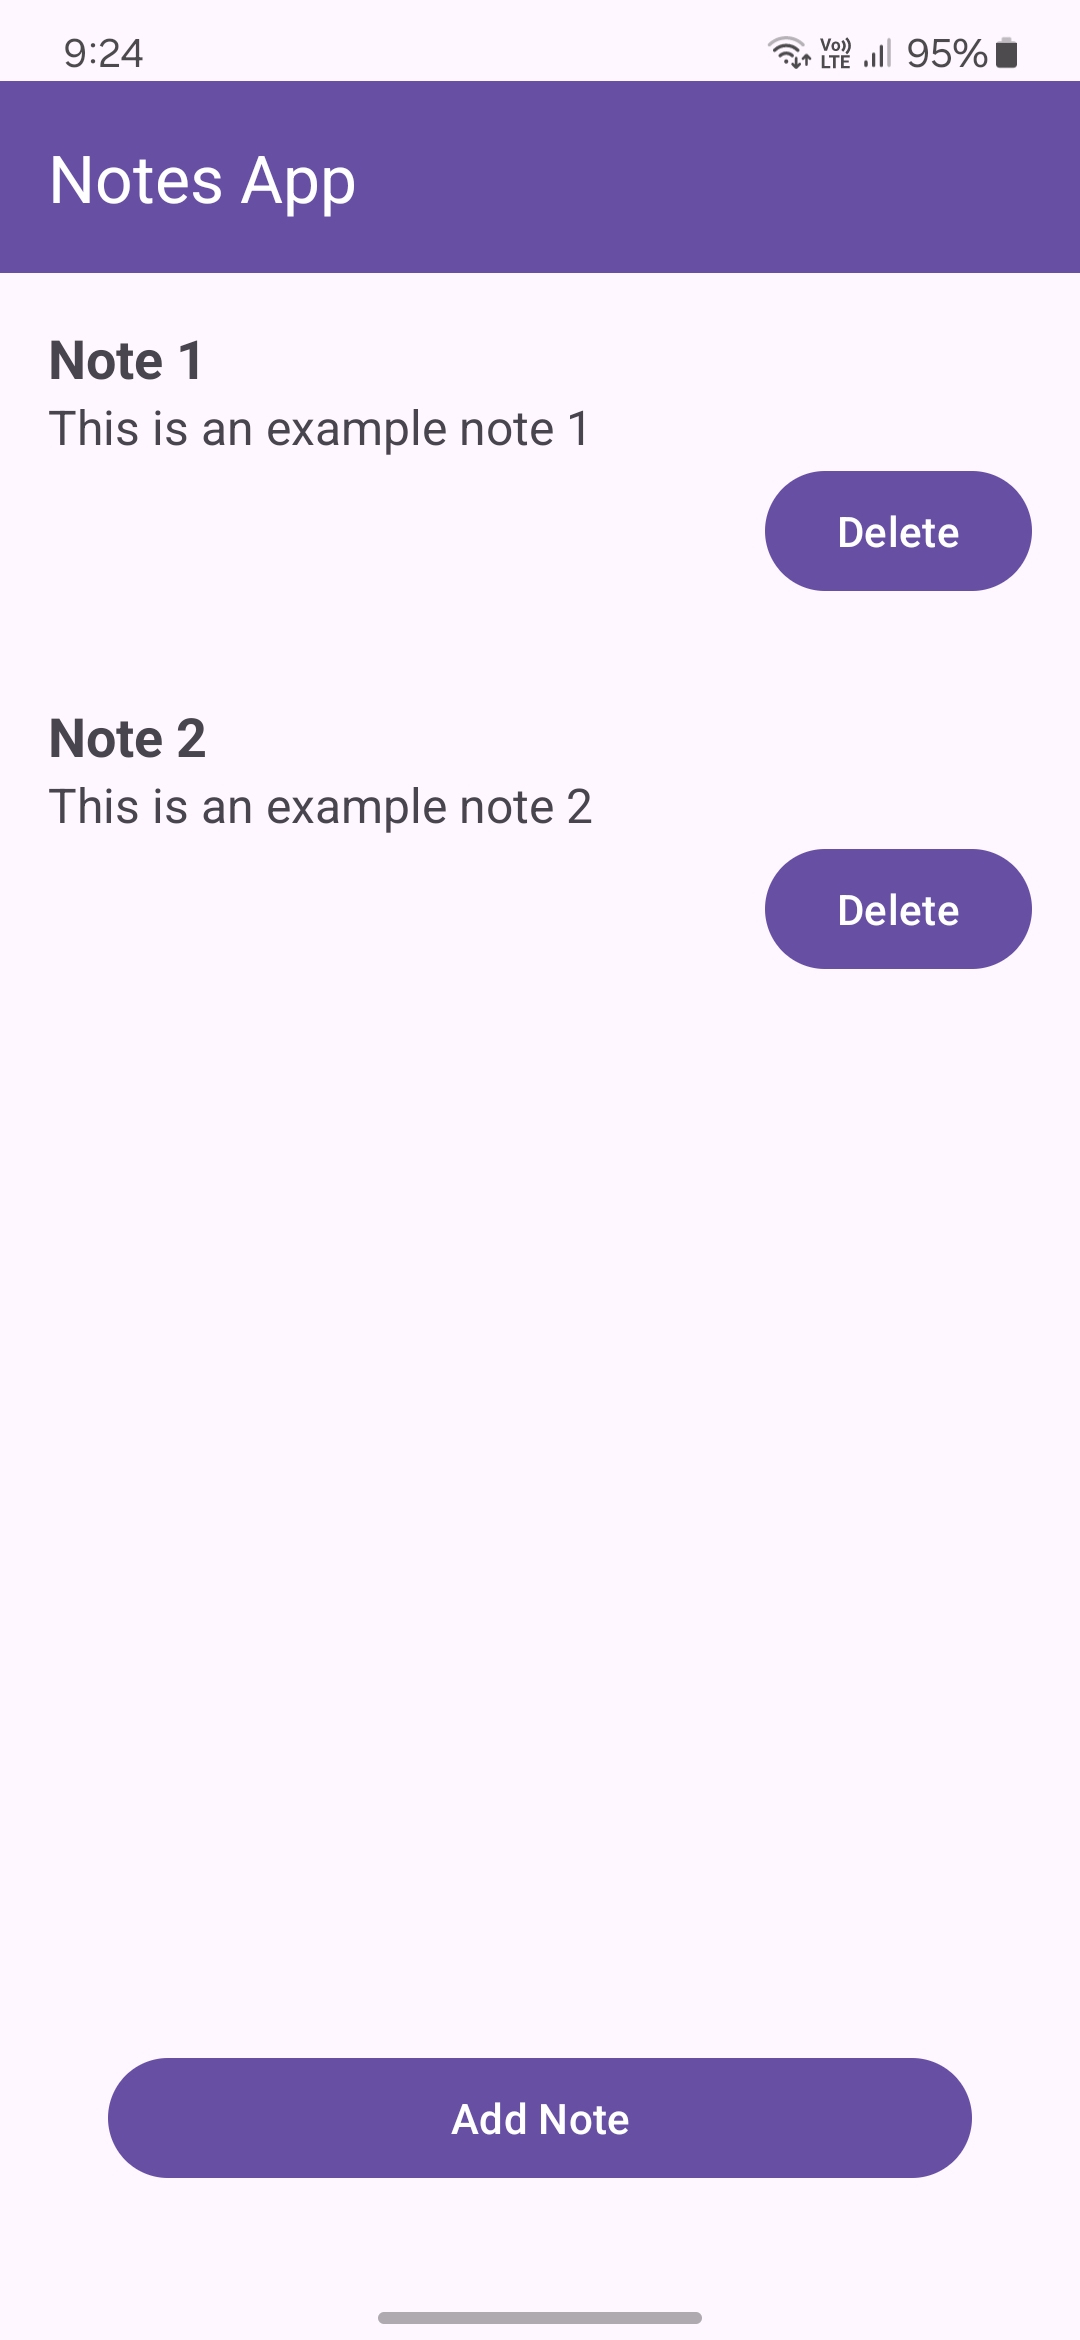 9:24
Vo)) LTE 95%
Notes App
Note 1
This is an example note 1
Delete
Note 2
This is an example note 2
Delete
Add Note